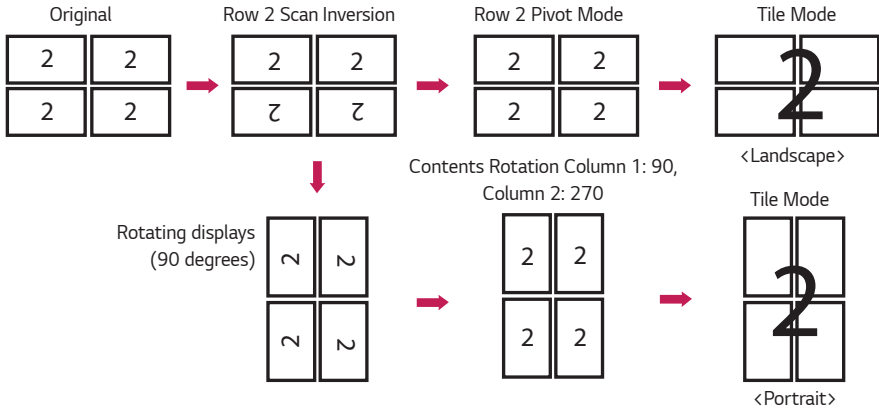 Original
Row 2 Scan Inversion
Row 2 Pivot Mode
Tile Mode
2 2
2 2
2 2
2 2
2 2
2 2
2
<Landscape>
Contents Rotation Column 1: 90,
Column 2: 270
Tile Mode
Rotating displays
(90 degrees)
2 2
2 2
2 2
2 2
2
<Portrait>